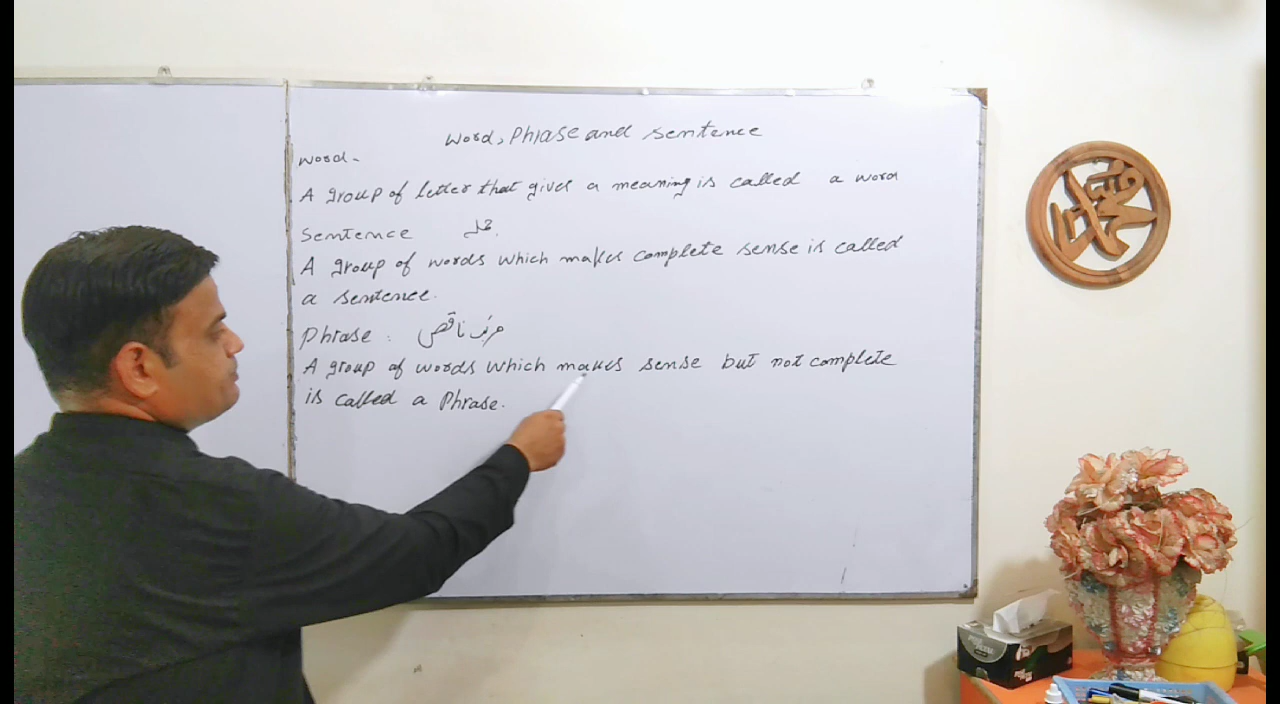 Word, Phrase and Sentence
Word.
A group of letter that gives a meaning is called a word
Sentence جملہ
A group of words which makes complete sense is called
a sentence.
Phrase : مرکب ناقص
A group of words which makes sense but not complete
is called a Phrase.
محمد